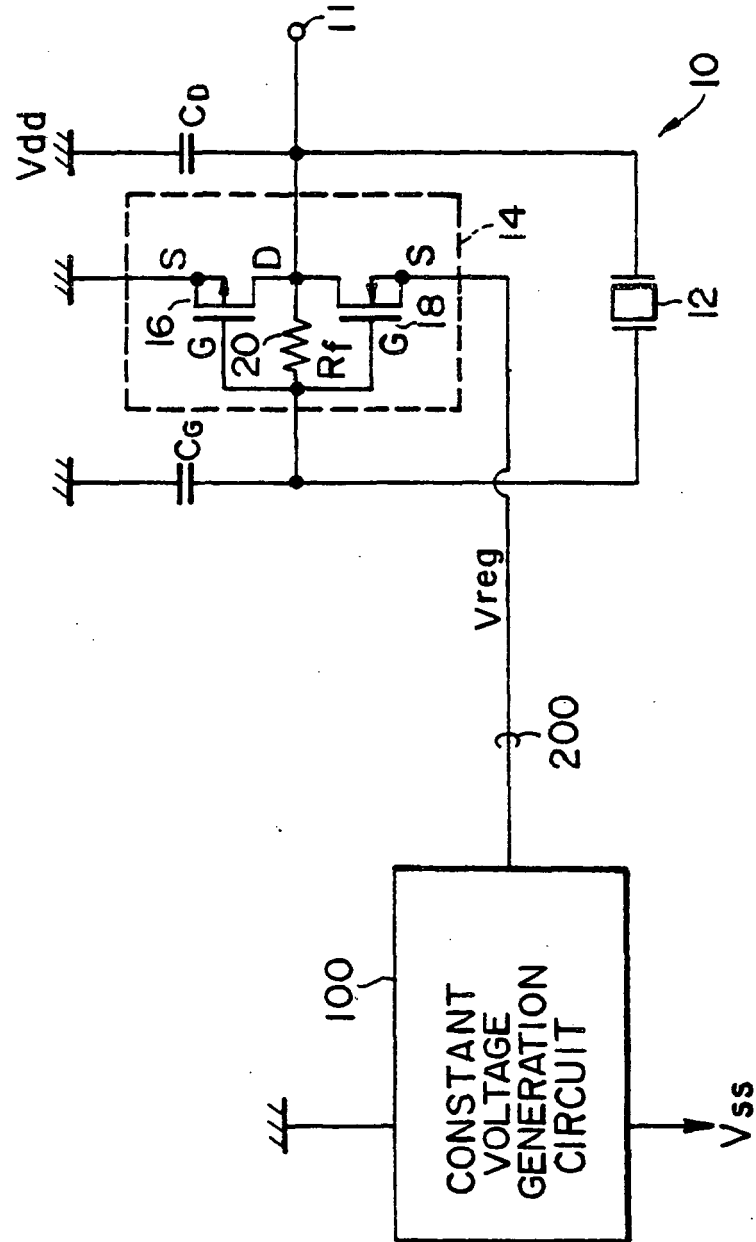 Vdd
CD
11
S
16
D
G
20
Rf
G
18
S
14
CG
10
12
Vreg
200
100
CONSTANT
VOLTAGE
GENERATION
CIRCUIT
Vss